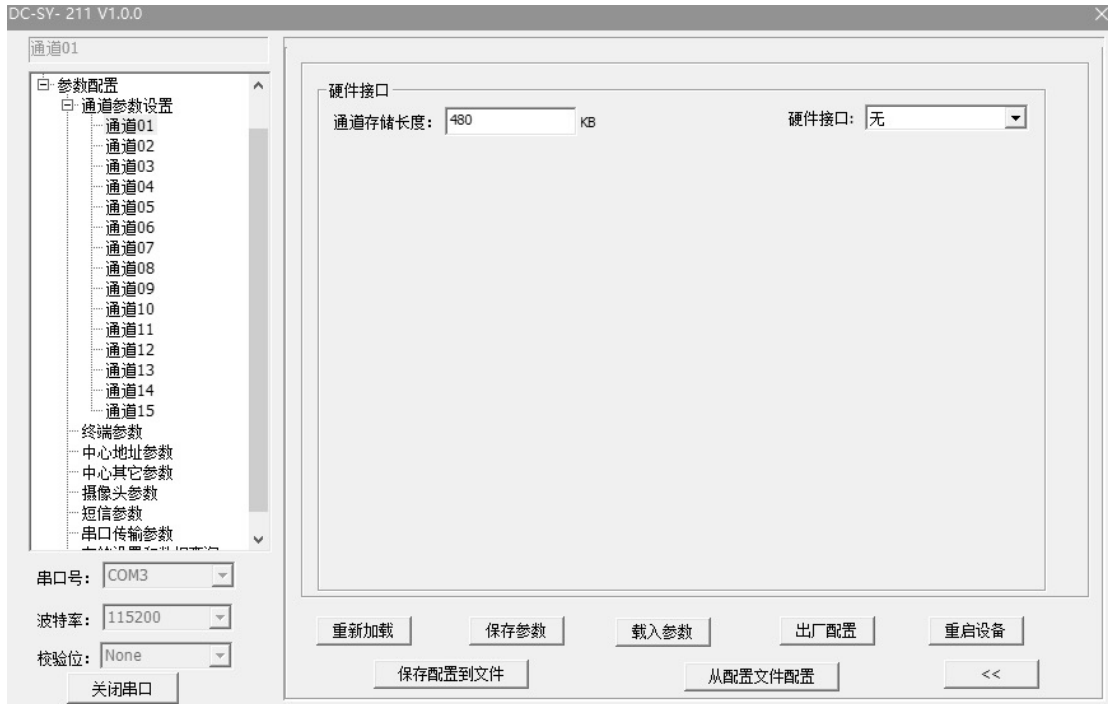 DC-SY- 211 V1.0.0
通道01
参数配置
通道参数设置
通道01
通道02
通道03
通道04
通道05
通道06
通道07
通道08
通道09
通道10
通道11
通道12
通道13
通道14
通道15
终端参数
中心地址参数
中心其它参数
摄像头参数
短信参数
串口传输参数
串口号： COM3
波特率： 115200
校验位： None
关闭串口
硬件接口
通道存储长度： 480 KB 硬件接口: 无
重新加载 保存参数 载入参数 出厂配置 重启设备
保存配置到文件 从配置文件配置 <<